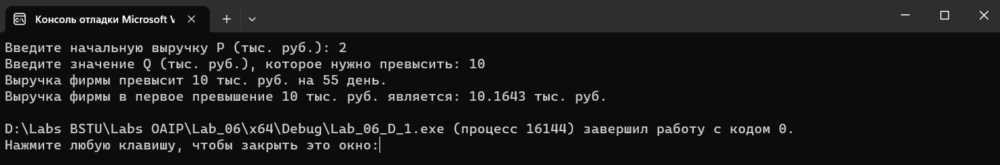 Консоль отладки Microsoft V
Введите начальную выручку P (тыс. руб.): 2
Введите значение Q (тыс. руб.), которое нужно превысить: 10
Выручка фирмы превысит 10 тыс. руб. на 55 день.
Выручка фирмы в первое превышение 10 тыс. руб. является: 10.1643 тыс. руб.
D:\Labs BSTU\Labs OAIP\Lab_06\x64\Debug\Lab_06_D_1.exe (процесс 16144) завершил работу с кодом 0.
Нажмите любую клавишу, чтобы закрыть это окно: